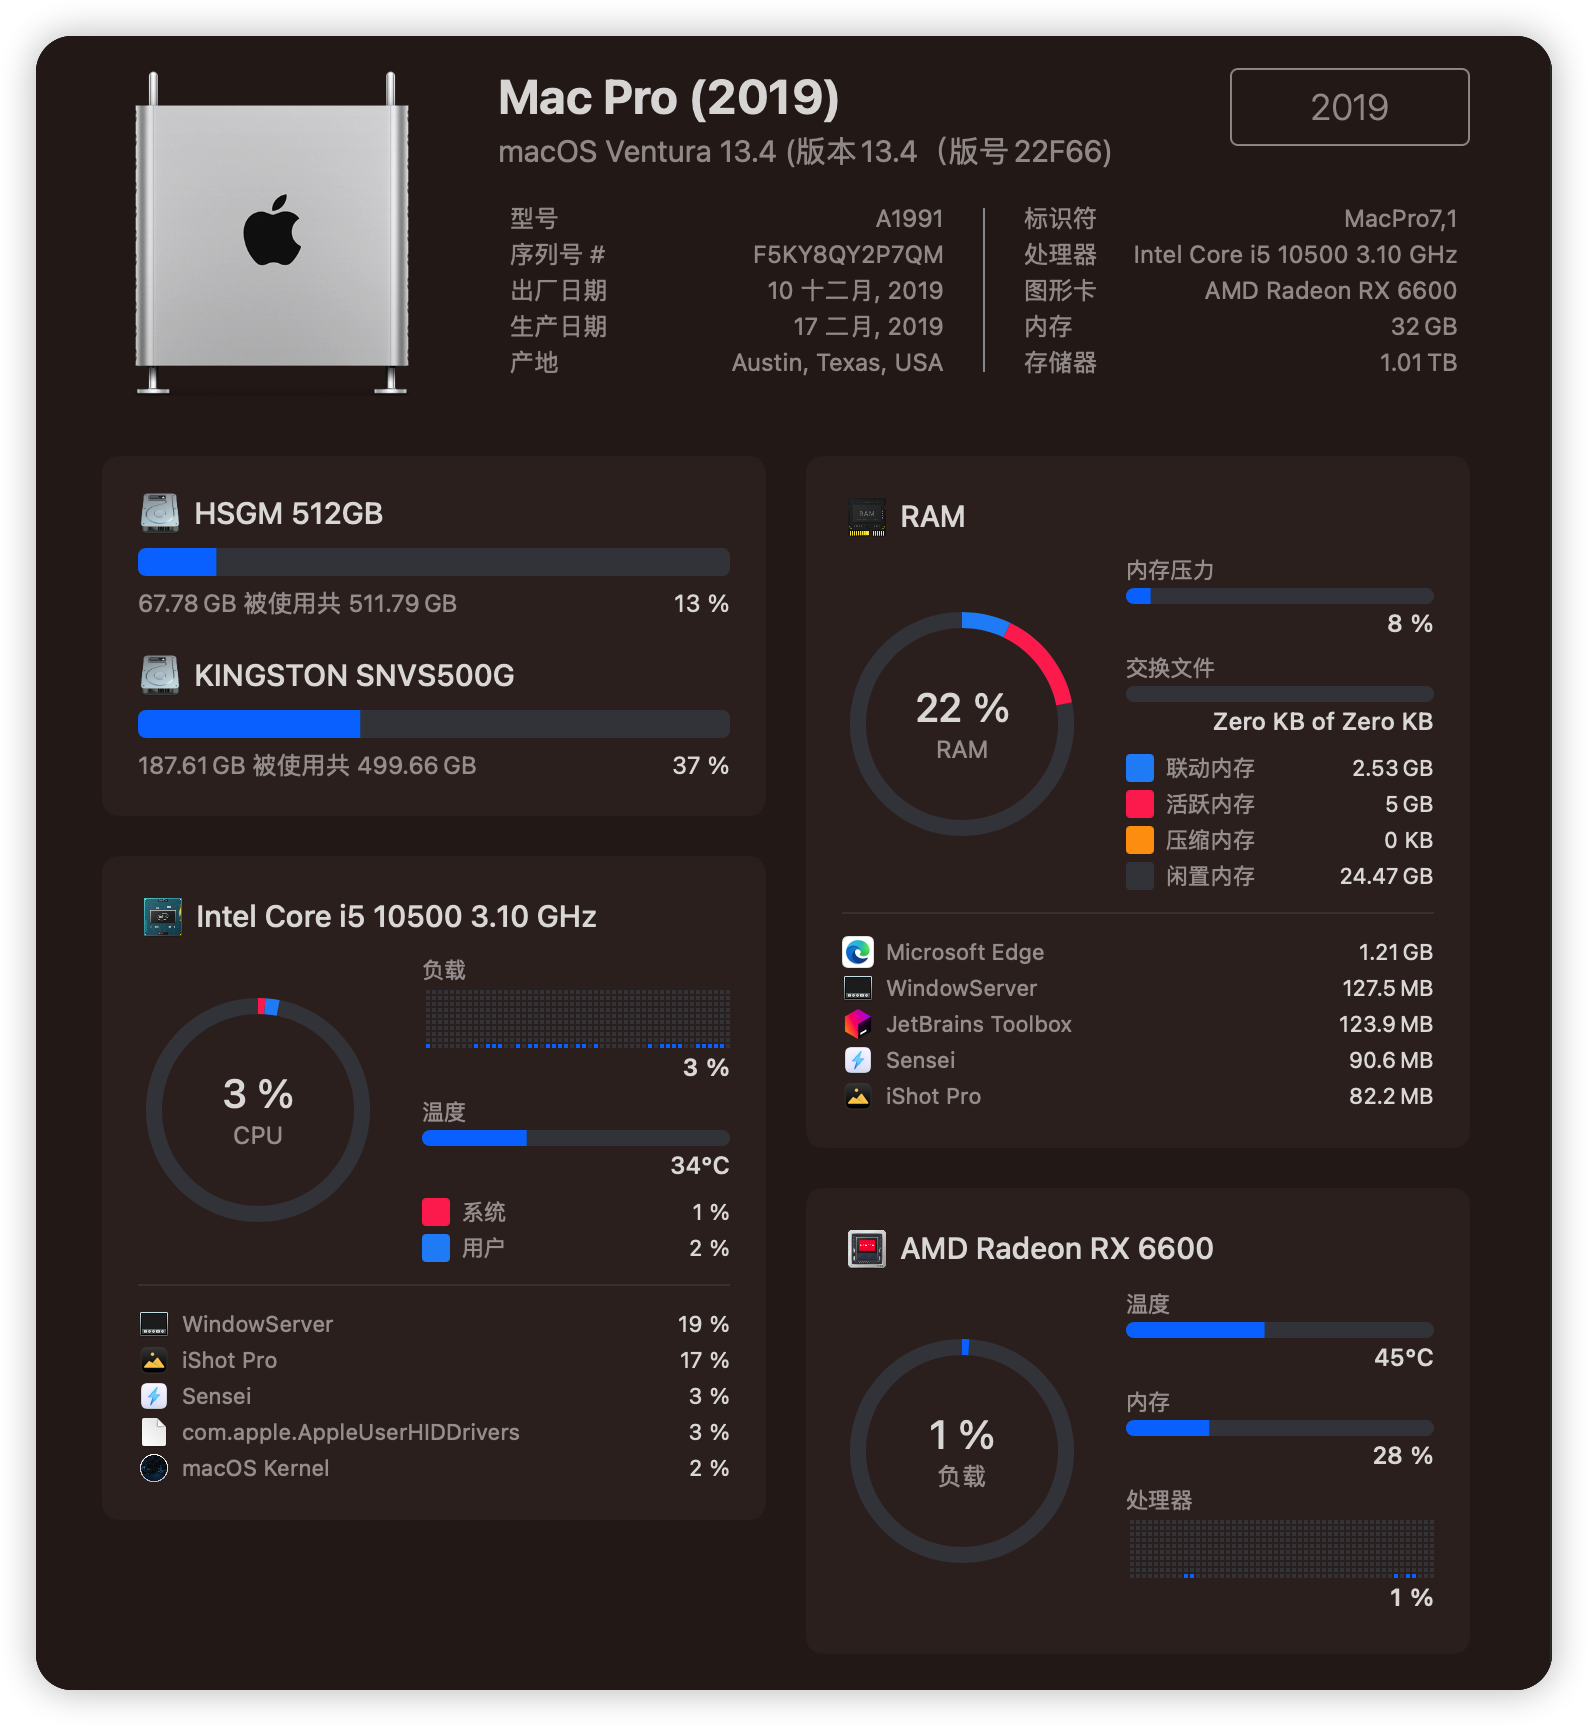 Mac Pro (2019)
2019
macOS Ventura 13.4 (版本 13.4（版号 22F66)
型号 A1991
序列号 # F5KY8QY2P7QM
出厂日期 10 十二月, 2019
生产日期 17 二月, 2019
产地 Austin, Texas, USA
标识符 MacPro7,1
处理器 Intel Core i5 10500 3.10 GHz
图形卡 AMD Radeon RX 6600
内存 32 GB
存储器 1.01 TB
HSGM 512GB
67.78 GB 被使用共 511.79 GB 13 %
KINGSTON SNVS500G
187.61 GB 被使用共 499.66 GB 37 %
Intel Core i5 10500 3.10 GHz
3 %
CPU
负载
3 %
温度
34°C
系统 1 %
用户 2 %
WindowServer 19 %
iShot Pro 17 %
Sensei 3 %
com.apple.AppleUserHIDDrivers 3 %
macOS Kernel 2 %
RAM
RAM
22 %
RAM
内存压力
8 %
交换文件
Zero KB of Zero KB
联动内存 2.53 GB
活跃内存 5 GB
压缩内存 0 KB
闲置内存 24.47 GB
Microsoft Edge 1.21 GB
WindowServer 127.5 MB
JetBrains Toolbox 123.9 MB
Sensei 90.6 MB
iShot Pro 82.2 MB
AMD Radeon RX 6600
1 %
负载
温度
45°C
内存
28 %
处理器
1 %